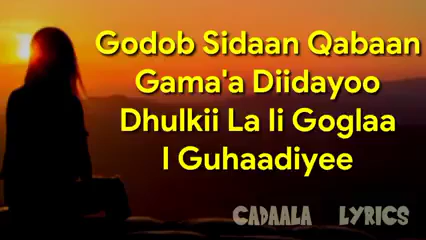 Godob Sidaan Qabaan
Gama'a Diidayoo
Dhulkii La Ii Goglaa
I Guhaadiyee
CADAALA LYRICS